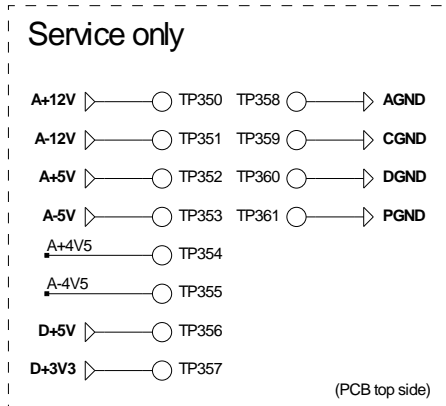 Service only
A+12V TP350 TP358 AGND
A-12V TP351 TP359 CGND
A+5V TP352 TP360 DGND
A-5V TP353 TP361 PGND
A+4V5 TP354
A-4V5 TP355
D+5V TP356
D+3V3 TP357
(PCB top side)